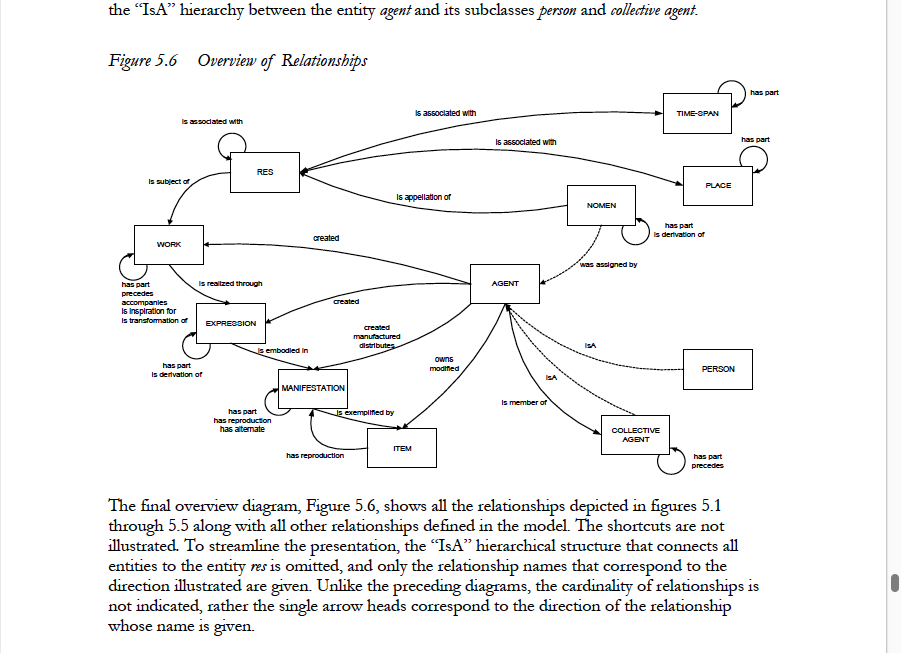 the “IsA” hierarchy between the entity agent and its subclasses person and collective agent.
Figure 5.6 Overview of Relationships
has part
is associated with
TIME-SPAN
is associated with
is associated with
has part
RES
is subject of
PLACE
is appellation of
NOMEN
has part
is derivation of
WORK
created
was assigned by
has part
precedes
accompanies
is inspiration for
is transformation of
is realized through
AGENT
created
EXPRESSION
created
manufactured
distributes
IsA
is embodied in
has part
is derivation of
owns
modified
PERSON
IsA
MANIFESTATION
is member of
has part
has reproduction
has alternate
is exemplified by
COLLECTIVE
AGENT
ITEM
has reproduction
has part
precedes
The final overview diagram, Figure 5.6, shows all the relationships depicted in figures 5.1
through 5.5 along with all other relationships defined in the model. The shortcuts are not
illustrated. To streamline the presentation, the “IsA” hierarchical structure that connects all
entities to the entity res is omitted, and only the relationship names that correspond to the
direction illustrated are given. Unlike the preceding diagrams, the cardinality of relationships is
not indicated, rather the single arrow heads correspond to the direction of the relationship
whose name is given.